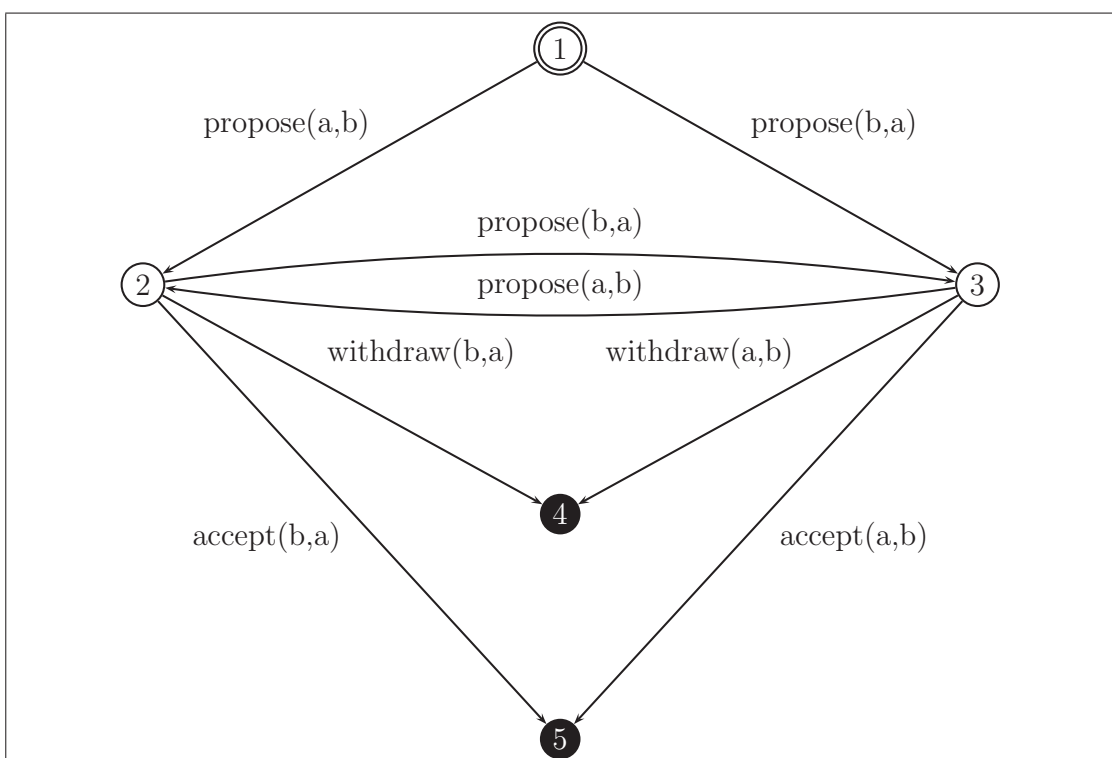 1
propose(a,b) propose(b,a)
propose(b,a)
2 propose(a,b) 3
withdraw(b,a) withdraw(a,b)
4
accept(b,a) accept(a,b)
5